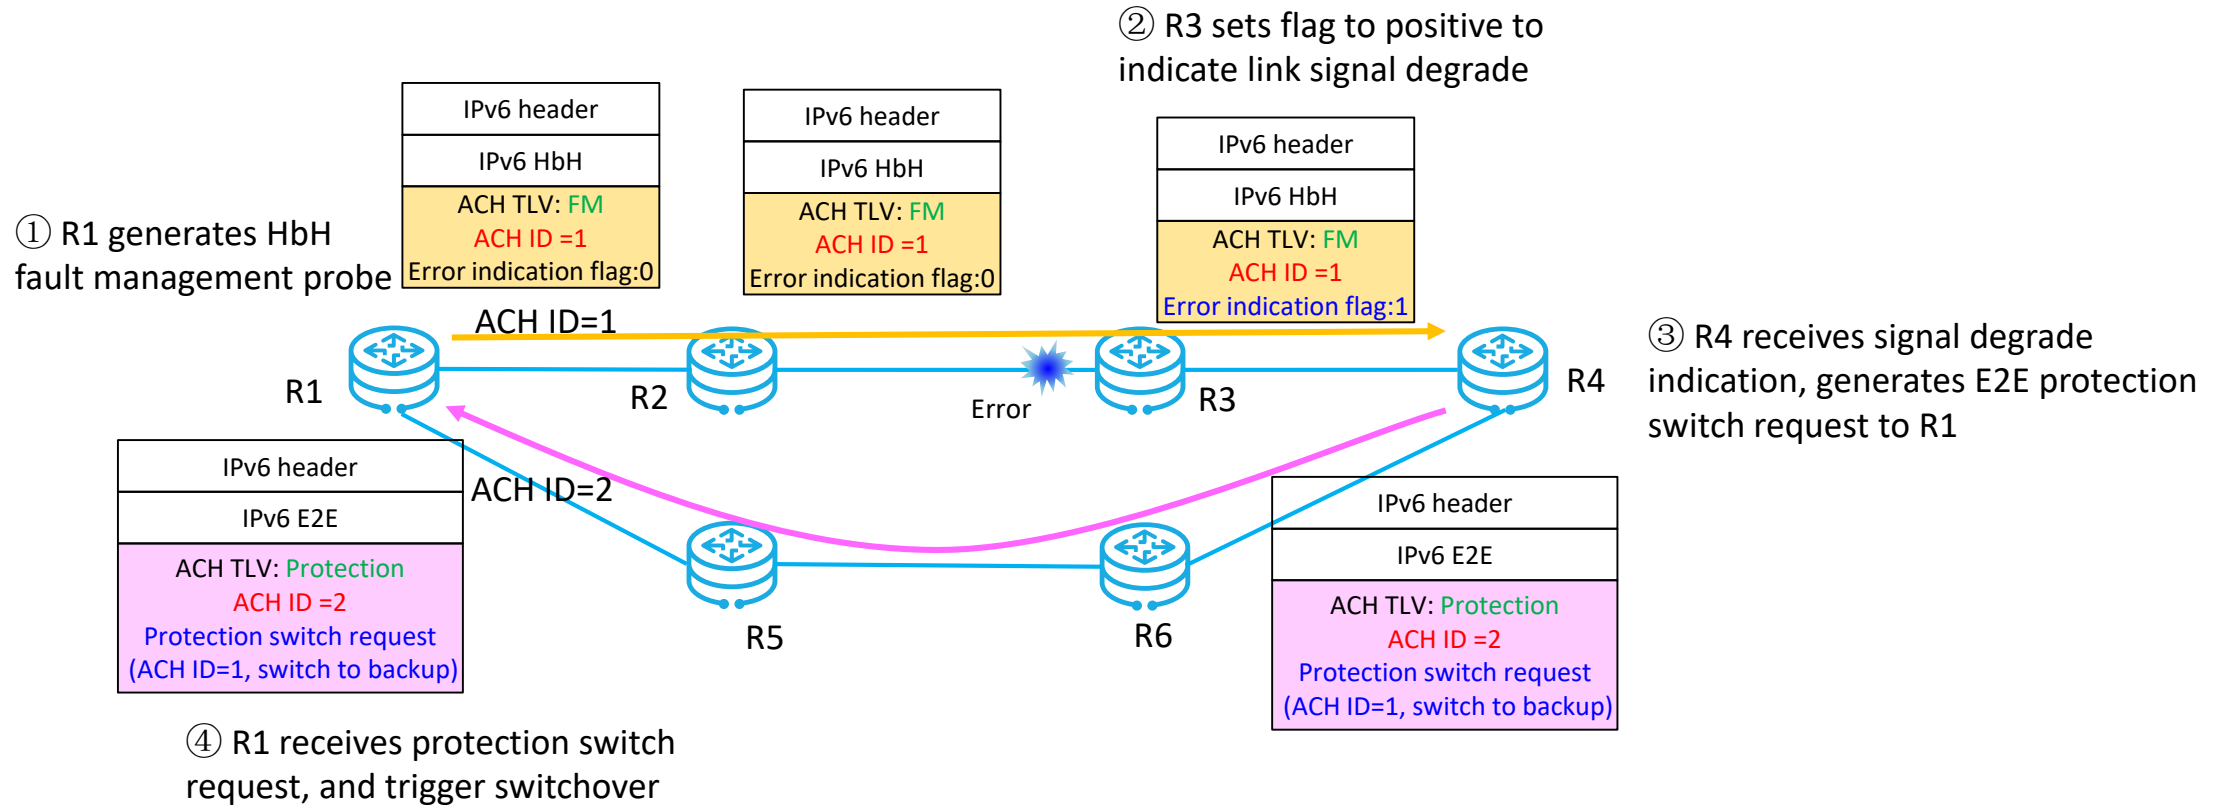 ② R3 sets flag to positive to
indicate link signal degrade
IPv6 header
IPv6 HbH
ACH TLV: FM
ACH ID =1
Error indication flag:0
IPv6 header
IPv6 HbH
ACH TLV: FM
ACH ID =1
Error indication flag:0
IPv6 header
IPv6 HbH
ACH TLV: FM
ACH ID =1
Error indication flag:1
① R1 generates HbH
fault management probe
ACH ID=1
R1
R2
Error
R3
R4
③ R4 receives signal degrade
indication, generates E2E protection
switch request to R1
IPv6 header
IPv6 E2E
ACH TLV: Protection
ACH ID =2
Protection switch request
(ACH ID=1, switch to backup)
ACH ID=2
R5
R6
IPv6 header
IPv6 E2E
ACH TLV: Protection
ACH ID =2
Protection switch request
(ACH ID=1, switch to backup)
④ R1 receives protection switch
request, and trigger switchover